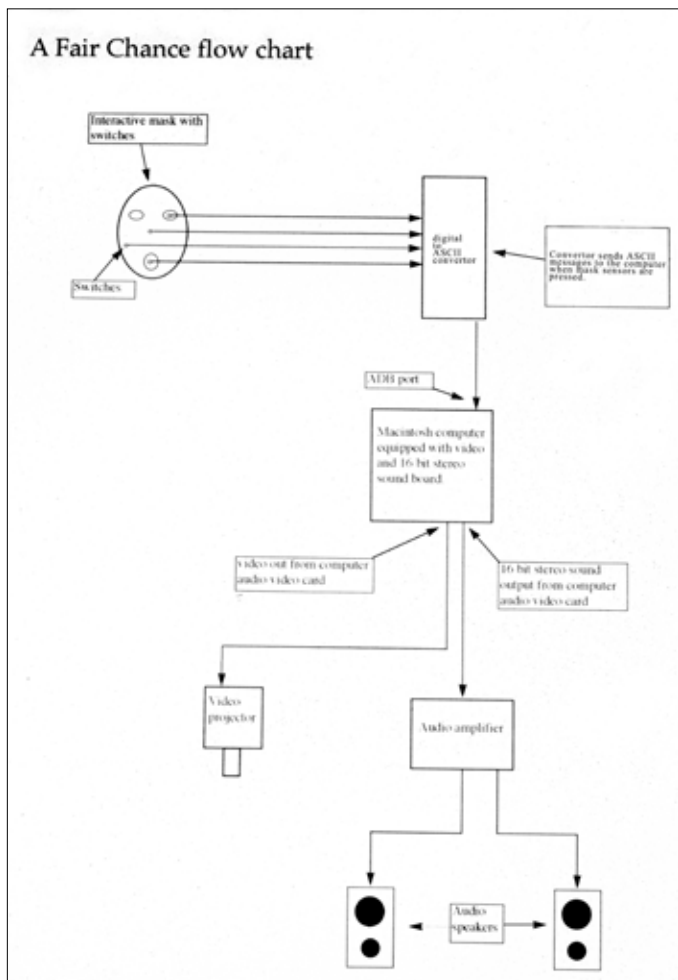 A Fair Chance flow chart
Interactive mask with
switches
digital
to
ASCII
convertor
Convertor sends ASCII
messages to the computer
when mask sensors are
pressed.
Switches
ADB port
Macintosh computer
equipped with video
and 16 bit stereo
sound board.
video out from computer
audio video card
16 bit stereo sound
output from computer
audio video card
Video
projector
Audio amplifier
Audio
speakers